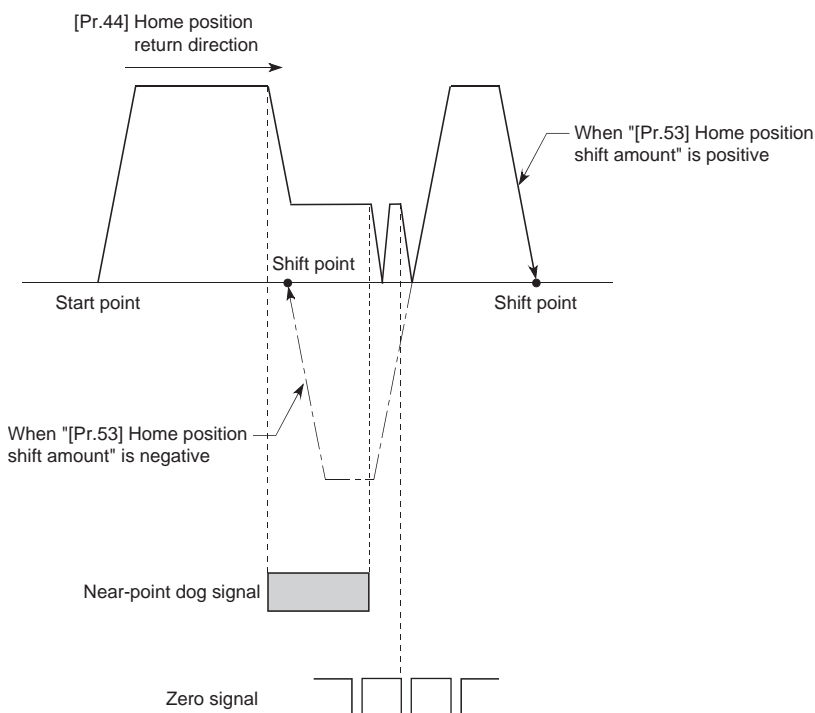 [Pr.44] Home position
return direction
When "[Pr.53] Home position
shift amount" is positive
Shift point
Start point
Shift point
When "[Pr.53] Home position
shift amount" is negative
Near-point dog signal
Zero signal